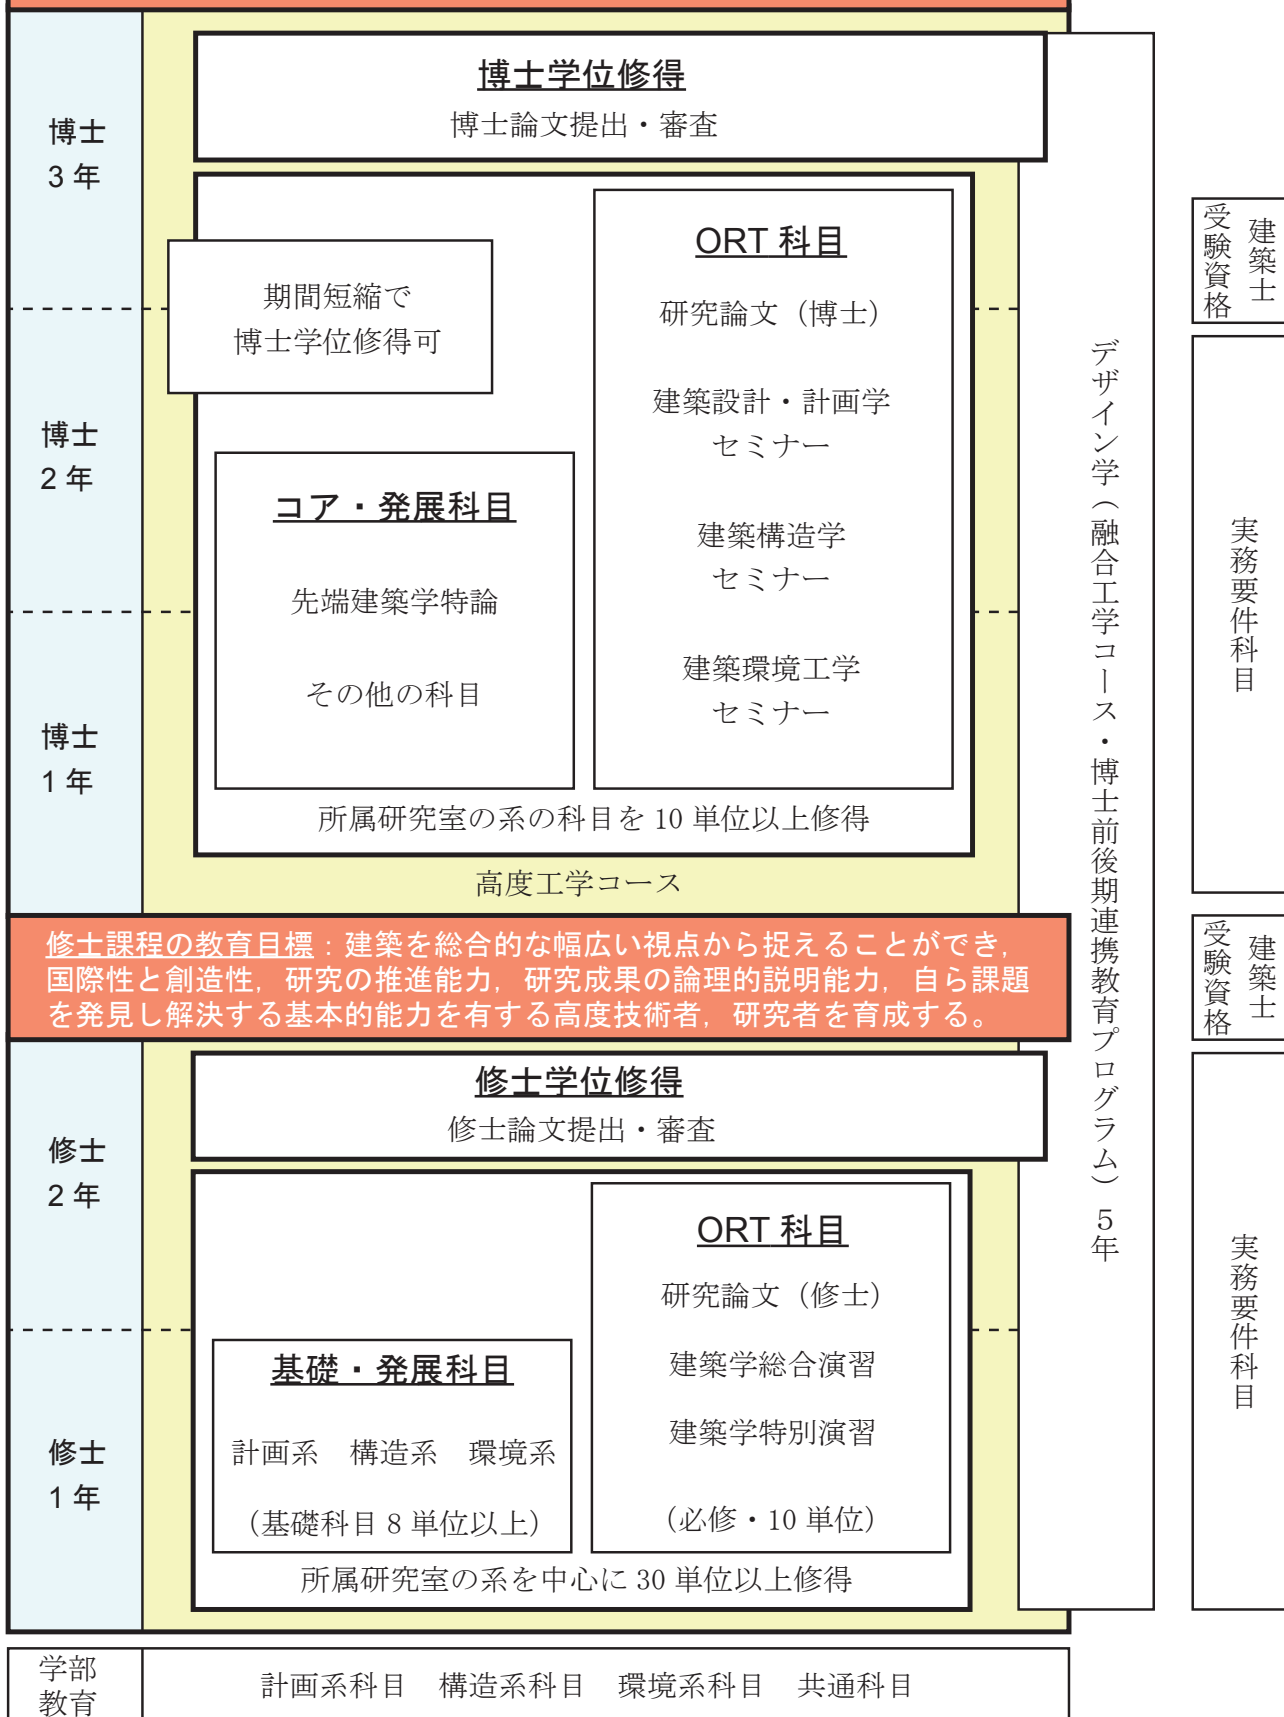 博士学位修得
博士論文提出・審査
博士
3 年
期間短縮で
博士学位修得可
ORT 科目
研究論文（博士）
建築設計・計画学
セミナー
建築構造学
セミナー
建築環境工学
セミナー
博士
2 年
コア・発展科目
先端建築学特論
その他の科目
博士
1 年
所属研究室の系の科目を 10 単位以上修得
高度工学コース
修士課程の教育目標：建築を総合的な幅広い視点から捉えることができ，
国際性と創造性，研究の推進能力，研究成果の論理的説明能力，自ら課題
を発見し解決する基本的能力を有する高度技術者，研究者を育成する。
修士学位修得
修士論文提出・審査
修士
2 年
ORT 科目
研究論文（修士）
建築学総合演習
建築学特別演習
（必修・10 単位）
基礎・発展科目
計画系　構造系　環境系
（基礎科目 8 単位以上）
修士
1 年
所属研究室の系を中心に 30 単位以上修得
デザイン学（融合工学コース・博士前後期連携教育プログラム）５年
建築士
受験資格
実務要件科目
建築士
受験資格
実務要件科目
学部
教育
計画系科目　構造系科目　環境系科目　共通科目